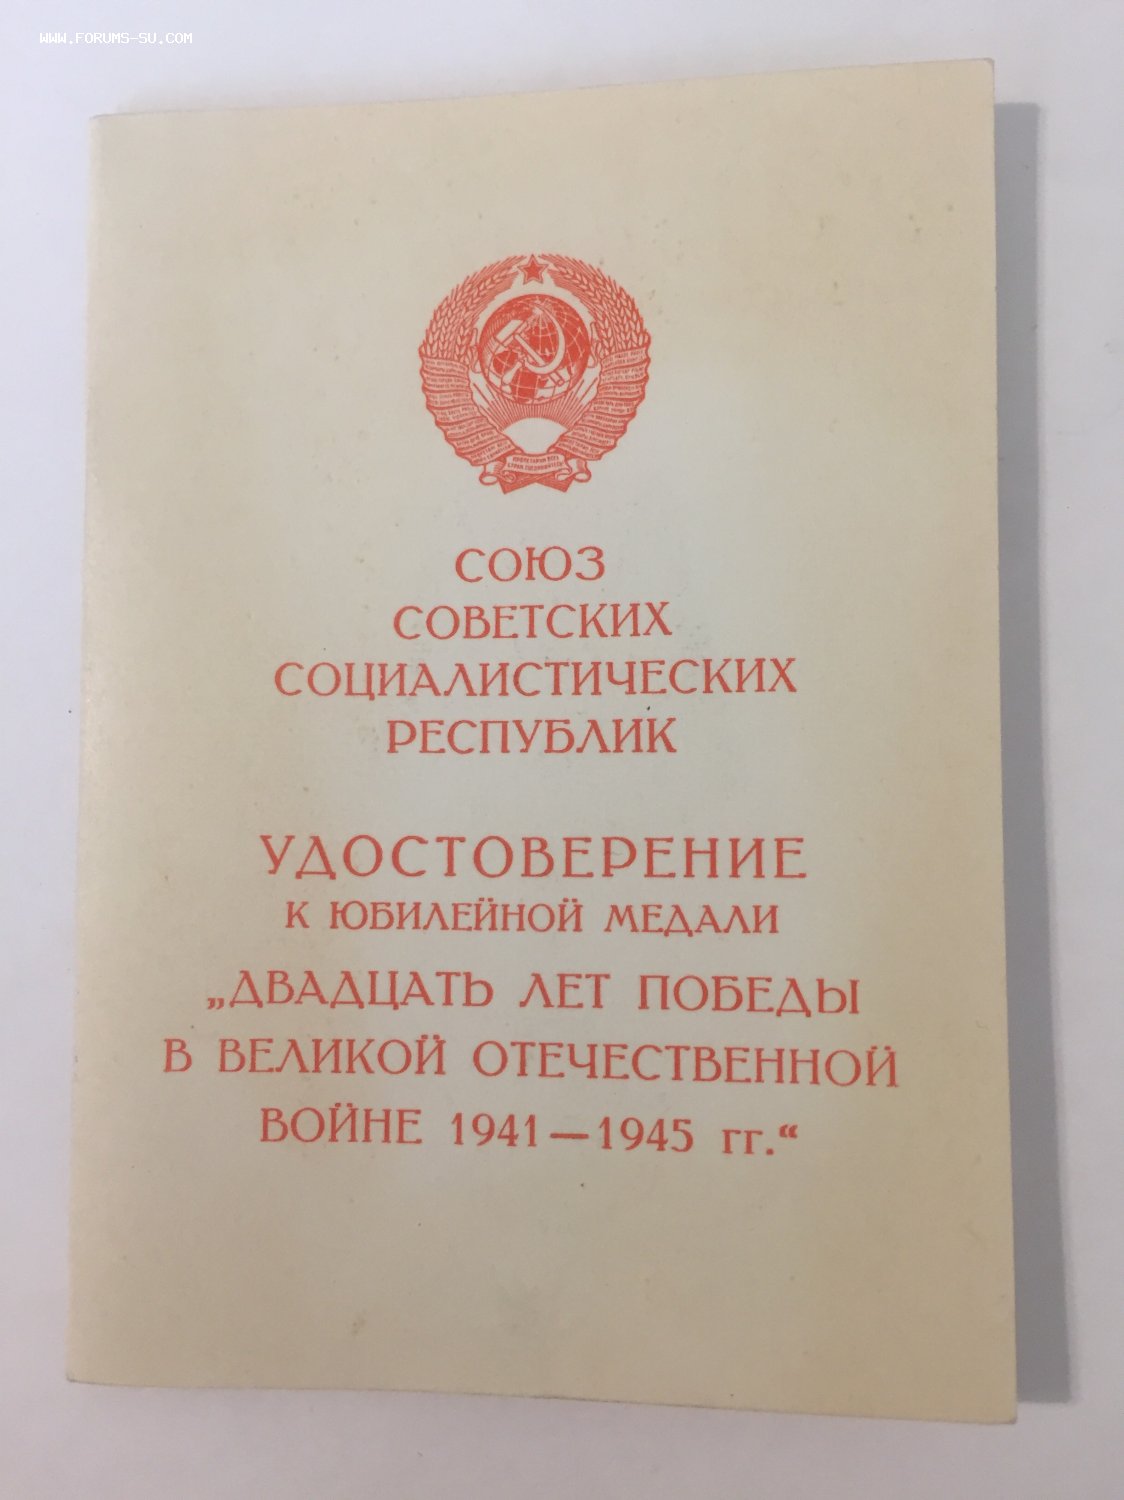 WWW.FORUMS-SU.COM
СОЮЗ
СОВЕТСКИХ
СОЦИАЛИСТИЧЕСКИХ
РЕСПУБЛИК
УДОСТОВЕРЕНИЕ
К ЮБИЛЕЙНОЙ МЕДАЛИ
„ДВАДЦАТЬ ЛЕТ ПОБЕДЫ
В ВЕЛИКОЙ ОТЕЧЕСТВЕННОЙ
ВОЙНЕ 1941—1945 гг.“